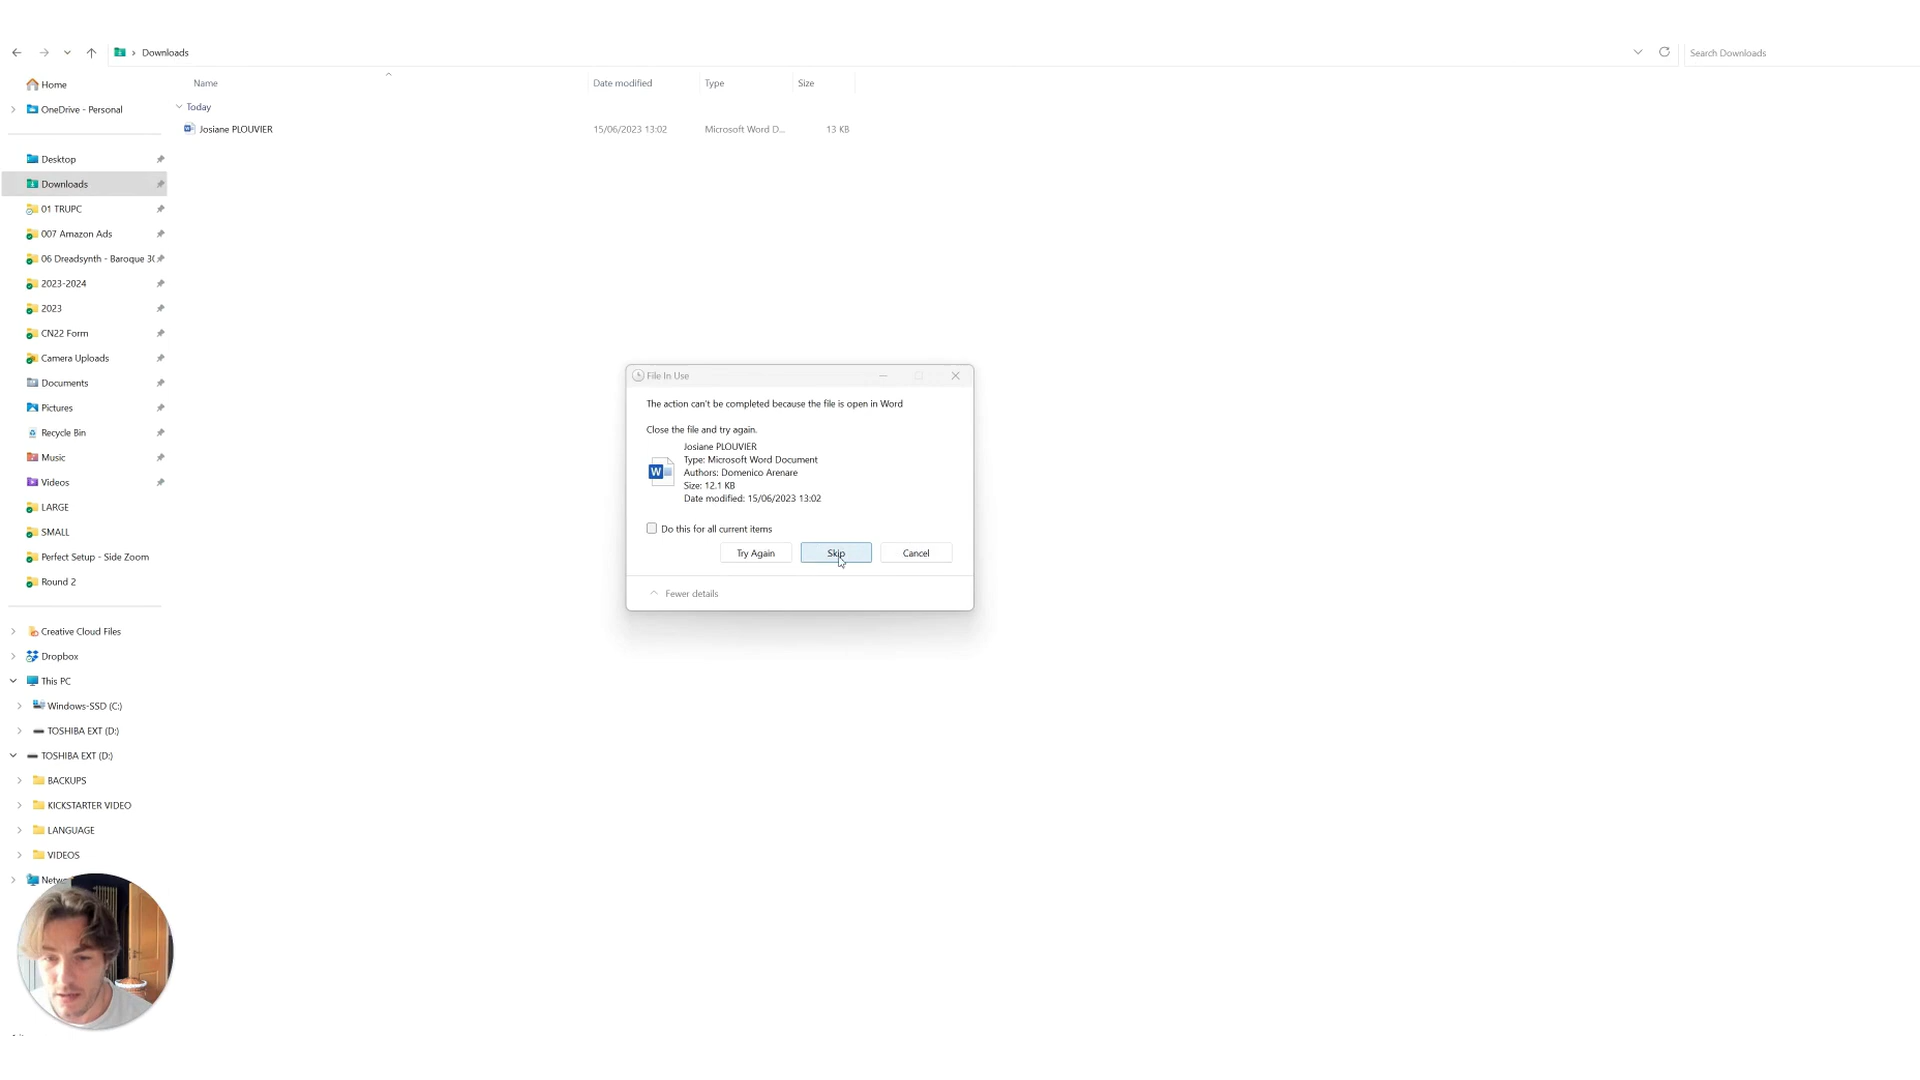 Downloads
Search Downloads
Name
Date modified
Type
Size
Today
Josiane PLOUVIER
15/06/2023 13:02
Microsoft Word D...
13 KB
Home
OneDrive - Personal
Desktop
Downloads
01 TRUPC
007 Amazon Ads
06 Dreadsynth - Baroque 3
2023-2024
2023
CN22 Form
Camera Uploads
Documents
Pictures
Recycle Bin
Music
Videos
LARGE
SMALL
Perfect Setup - Side Zoom
Round 2
Creative Cloud Files
Dropbox
This PC
Windows-SSD (C:)
TOSHIBA EXT (D:)
TOSHIBA EXT (D:)
BACKUPS
KICKSTARTER VIDEO
LANGUAGE
VIDEOS
Netw
File In Use
The action can't be completed because the file is open in Word
Close the file and try again.
Josiane PLOUVIER
Type: Microsoft Word Document
Authors: Domenico Arenare
Size: 12.1 KB
Date modified: 15/06/2023 13:02
Do this for all current items
Try Again
Skip
Cancel
Fewer details